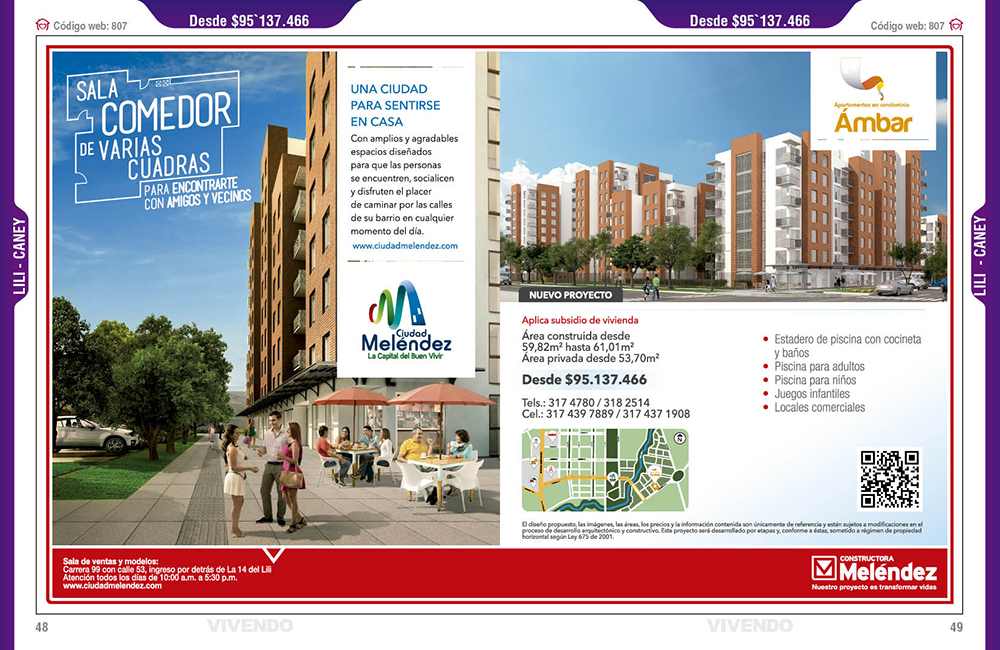 Código web: 807
Desde $95`137.466
Desde $95`137.466
Código web: 807
LILI - CANEY
SALA
COMEDOR
DE VARIAS
CUADRAS
PARA ENCONTRARTE
CON AMIGOS Y VECINOS
UNA CIUDAD
PARA SENTIRSE
EN CASA
Con amplios y agradables
espacios diseñados
para que las personas
se encuentren, socialicen
y disfruten el placer
de caminar por las calles
de su barrio en cualquier
momento del día.
www.ciudadmelendez.com
Ciudad
Meléndez
La Capital del Buen Vivir
Apartamentos en condominio
Ámbar
NUEVO PROYECTO
Aplica subsidio de vivienda
Área construida desde
59,82m² hasta 61,01m²
Área privada desde 53,70m²
Desde $95.137.466
Tels.: 317 4780 / 318 2514
Cel.: 317 439 7889 / 317 437 1908
• Estadero de piscina con cocineta
y baños
• Piscina para adultos
• Piscina para niños
• Juegos infantiles
• Locales comerciales
N
El diseño propuesto, las imágenes, las áreas, los precios y la información contenida son únicamente de referencia y están sujetos a modificaciones en el
proceso de desarrollo arquitectónico y constructivo. Este proyecto será desarrollado por etapas y, conforme a éstas, sometido a régimen de propiedad
horizontal según Ley 675 de 2001.
LILI - CANEY
Sala de ventas y modelos:
Carrera 99 con calle 53, ingreso por detrás de La 14 del Lili
Atención todos los días de 10:00 a.m. a 5:30 p.m.
www.ciudadmelendez.com
CONSTRUCTORA
Meléndez
Nuestro proyecto es transformar vidas
48
VIVENDO
VIVENDO
49